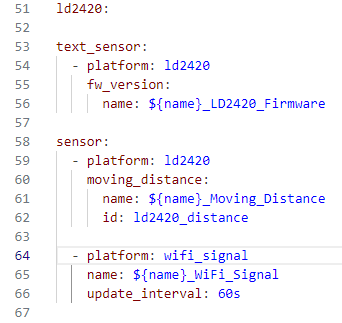 51 ld2420:
52
53 text_sensor:
54   - platform: ld2420
55     fw_version:
56       name: ${name}_LD2420_Firmware
57
58 sensor:
59   - platform: ld2420
60     moving_distance:
61       name: ${name}_Moving_Distance
62       id: ld2420_distance
63
64   - platform: wifi_signal
65     name: ${name}_WiFi_Signal
66     update_interval: 60s
67